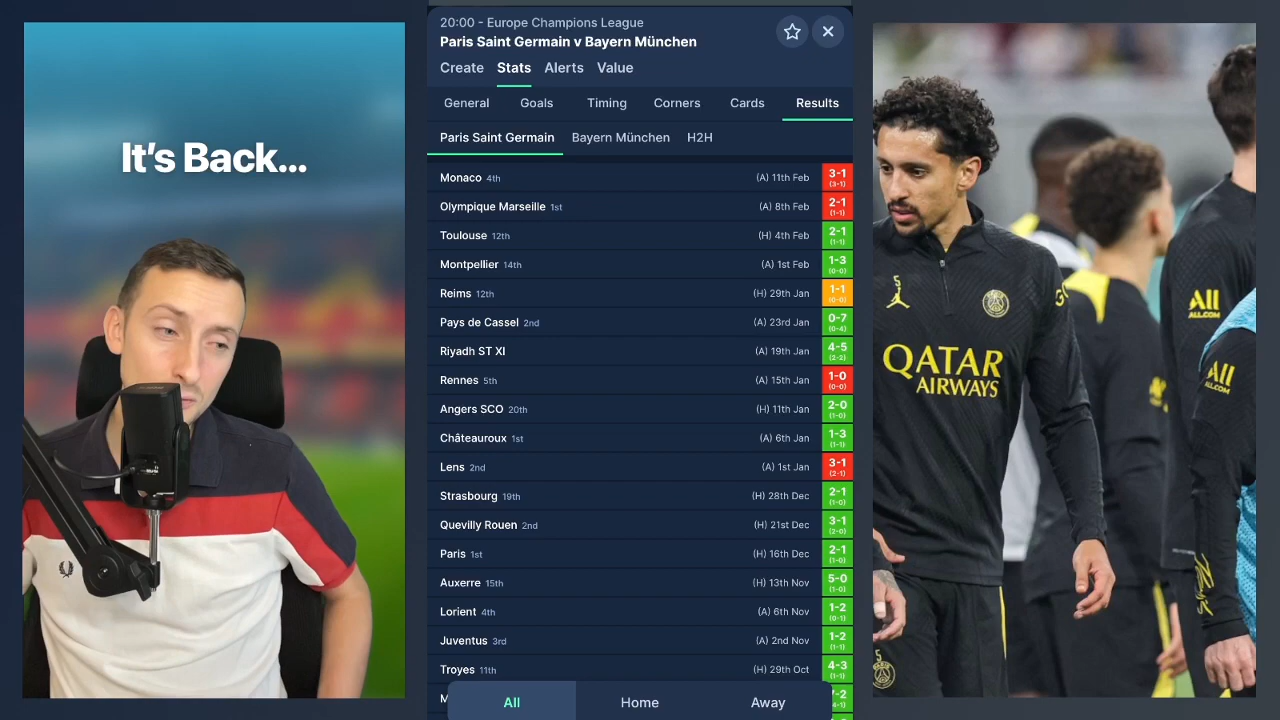 It's Back...
20:00 - Europe Champions League
Paris Saint Germain v Bayern München
Create Stats Alerts Value
General Goals Timing Corners Cards Results
Paris Saint Germain Bayern München H2H
Monaco 4th (A) 11th Feb 3-1 (3-1)
Olympique Marseille 1st (A) 8th Feb 2-1 (1-1)
Toulouse 12th (H) 4th Feb 2-1 (1-1)
Montpellier 14th (A) 1st Feb 1-3 (0-0)
Reims 12th (H) 29th Jan 1-1 (0-0)
Pays de Cassel 2nd (A) 23rd Jan 0-7 (0-4)
Riyadh ST XI (A) 19th Jan 4-5 (2-2)
Rennes 5th (A) 15th Jan 1-0 (0-0)
Angers SCO 20th (H) 11th Jan 2-0 (1-0)
Châteauroux 1st (A) 6th Jan 1-3 (1-1)
Lens 2nd (A) 1st Jan 3-1 (2-1)
Strasbourg 19th (H) 28th Dec 2-1 (1-0)
Quevilly Rouen 2nd (H) 21st Dec 3-1 (2-0)
Paris 1st (H) 16th Dec 2-1 (1-0)
Auxerre 15th (H) 13th Nov 5-0 (1-0)
Lorient 4th (A) 6th Nov 1-2 (0-1)
Juventus 3rd (A) 2nd Nov 1-2 (1-1)
Troyes 11th (H) 29th Oct 4-3 (1-1)
All Home Away
5
QATAR
AIRWAYS
All
ALL.COM
All
ALL.COM
5